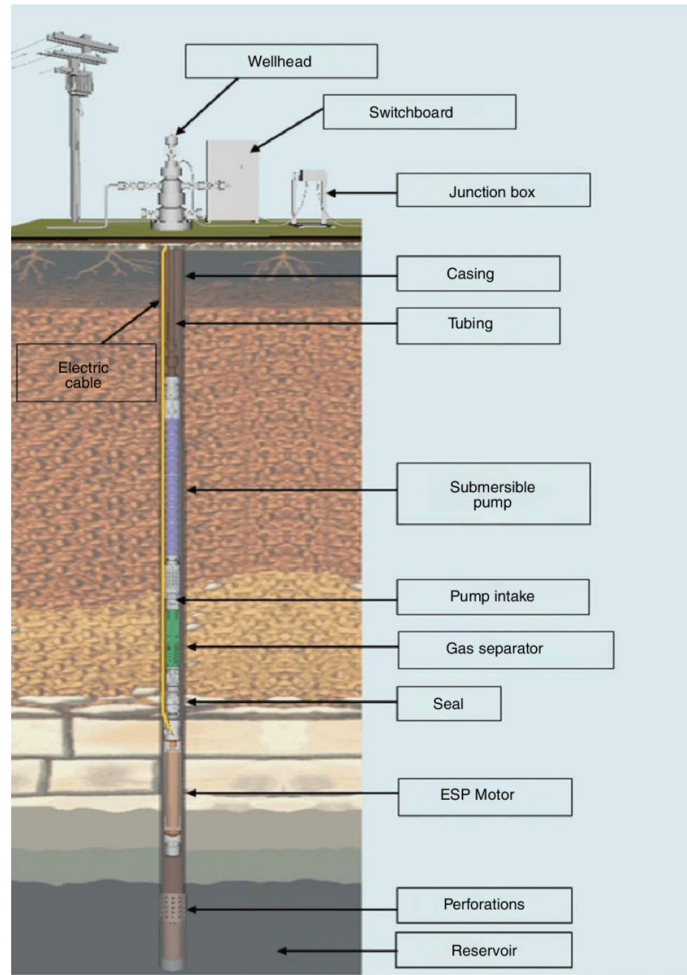 Wellhead
Switchboard
Junction box
Casing
Tubing
Electric
cable
Submersible
pump
Pump intake
Gas separator
Seal
ESP Motor
Perforations
Reservoir